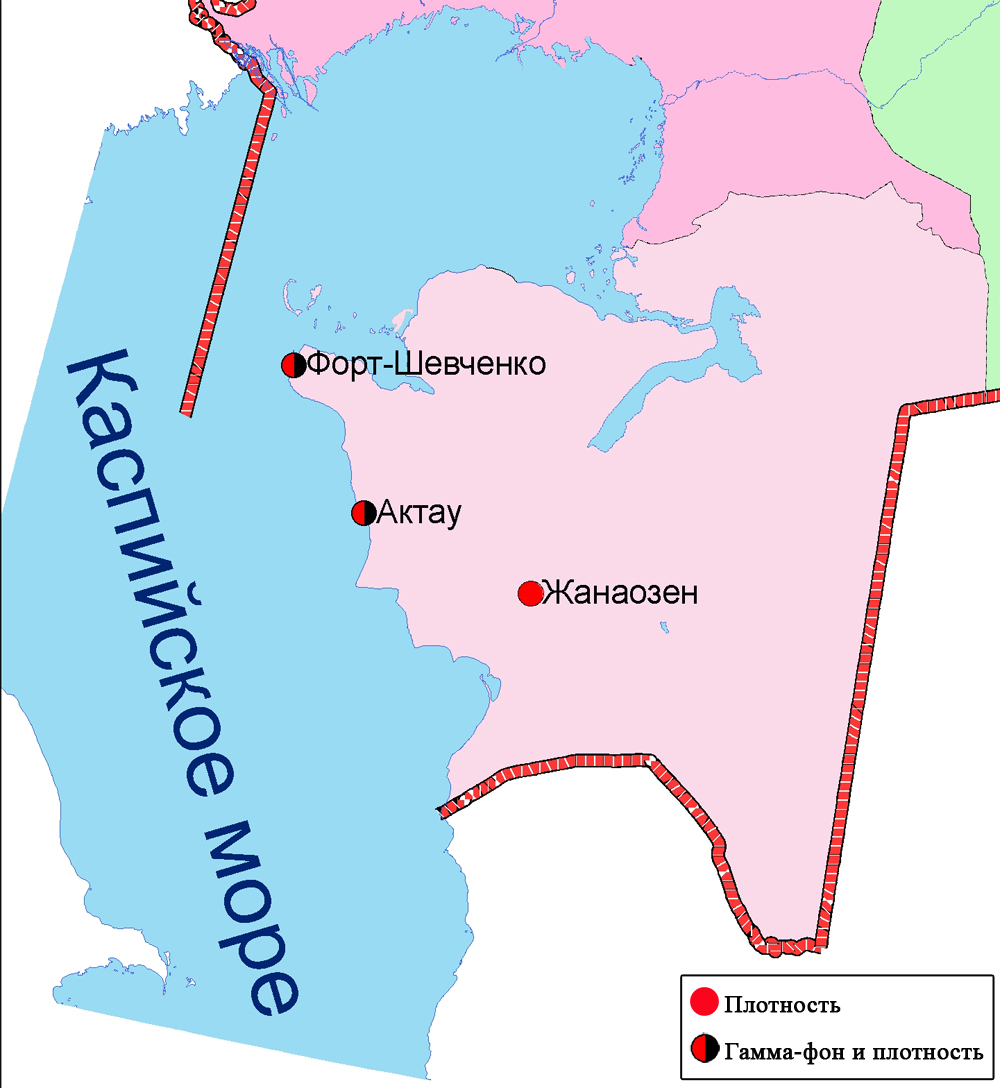 Форт-Шевченко
Каспийское море
Актау
Жанаозен
Плотность
Гамма-фон и плотность